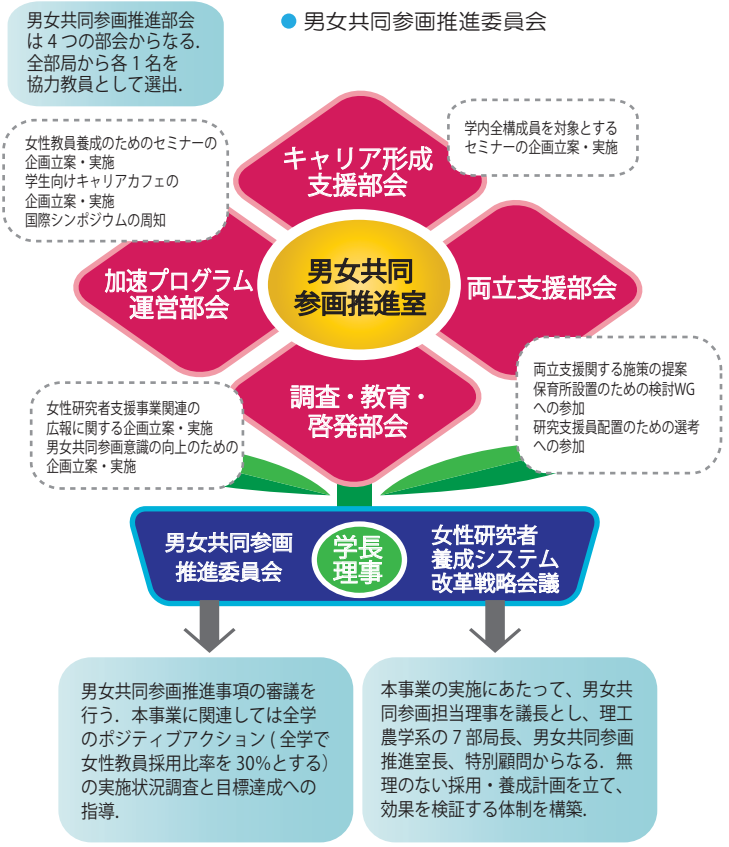 男女共同参画推進部会
は 4 つの部会からなる.
全部局から各 1 名を
協力教員として選出.
● 男女共同参画推進委員会
女性教員養成のためのセミナーの
企画立案・実施
学生向けキャリアカフェの
企画立案・実施
国際シンポジウムの周知
キャリア形成
支援部会
学内全構成員を対象とする
セミナーの企画立案・実施
加速プログラム
運営部会
男女共同
参画推進室
両立支援部会
調査・教育・
啓発部会
女性研究者支援事業関連の
広報に関する企画立案・実施
男女共同参画意識の向上のための
企画立案・実施
両立支援関する施策の提案
保育所設置のための検討WG
への参加
研究支援員配置のための選考
への参加
男女共同参画
推進委員会
学長
理事
女性研究者
養成システム
改革戦略会議
男女共同参画推進事項の審議を
行う．本事業に関連しては全学
のポジティブアクション ( 全学で
女性教員採用比率を 30%とする)
の実施状況調査と目標達成への
指導.
本事業の実施にあたって、男女共
同参画担当理事を議長とし、理工
農学系の 7 部局長、男女共同参画
推進室長、特別顧問からなる．無
理のない採用・養成計画を立て、
効果を検証する体制を構築.